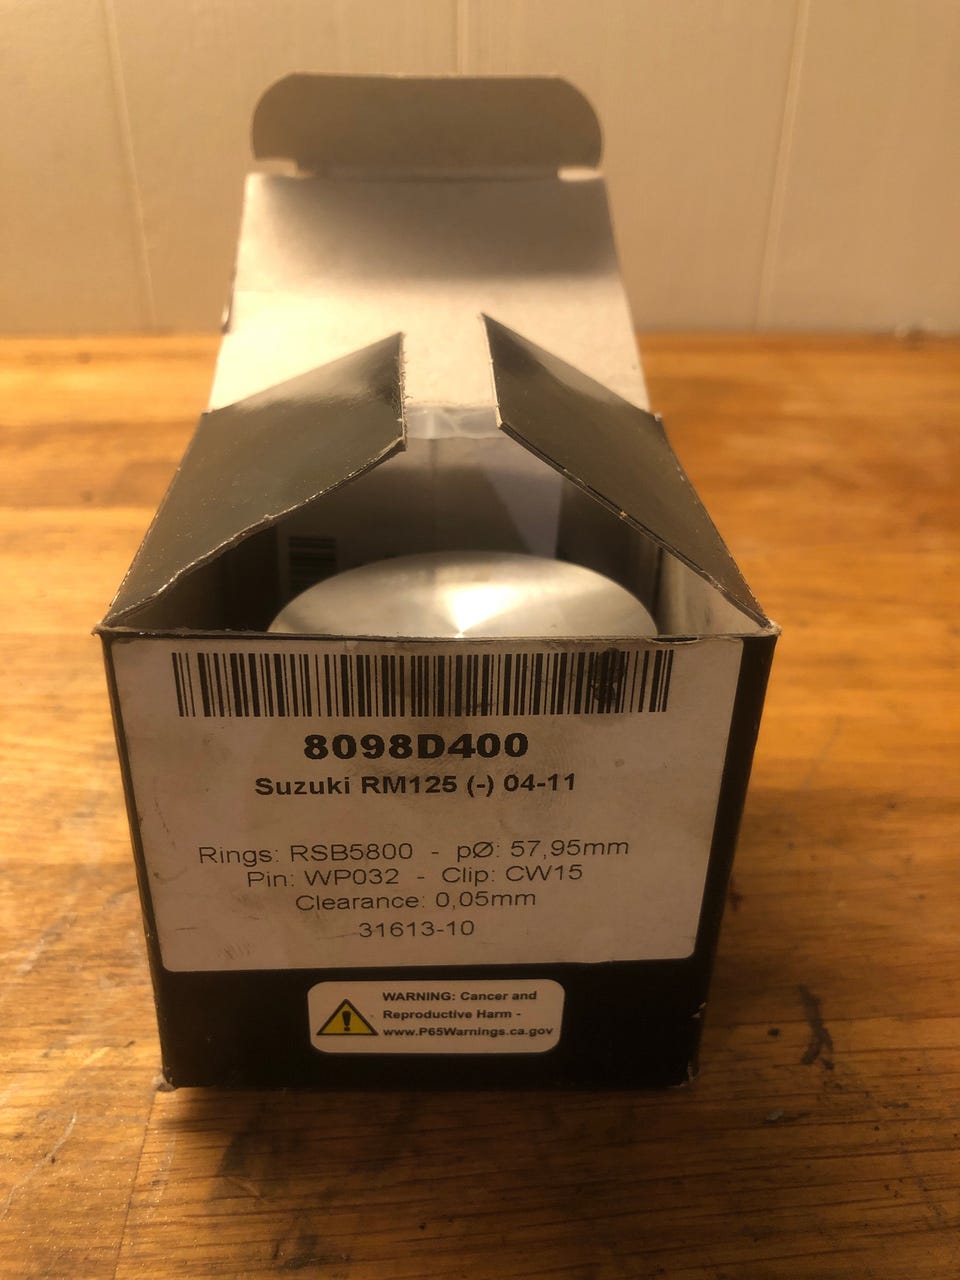 8098D400
Suzuki RM125 (-) 04-11
Rings: RSB5800 - pØ: 57,95mm
Pin: WP032 - Clip: CW15
Clearance: 0,05mm
31613-10
WARNING: Cancer and
Reproductive Harm -
www.P65Warnings.ca.gov